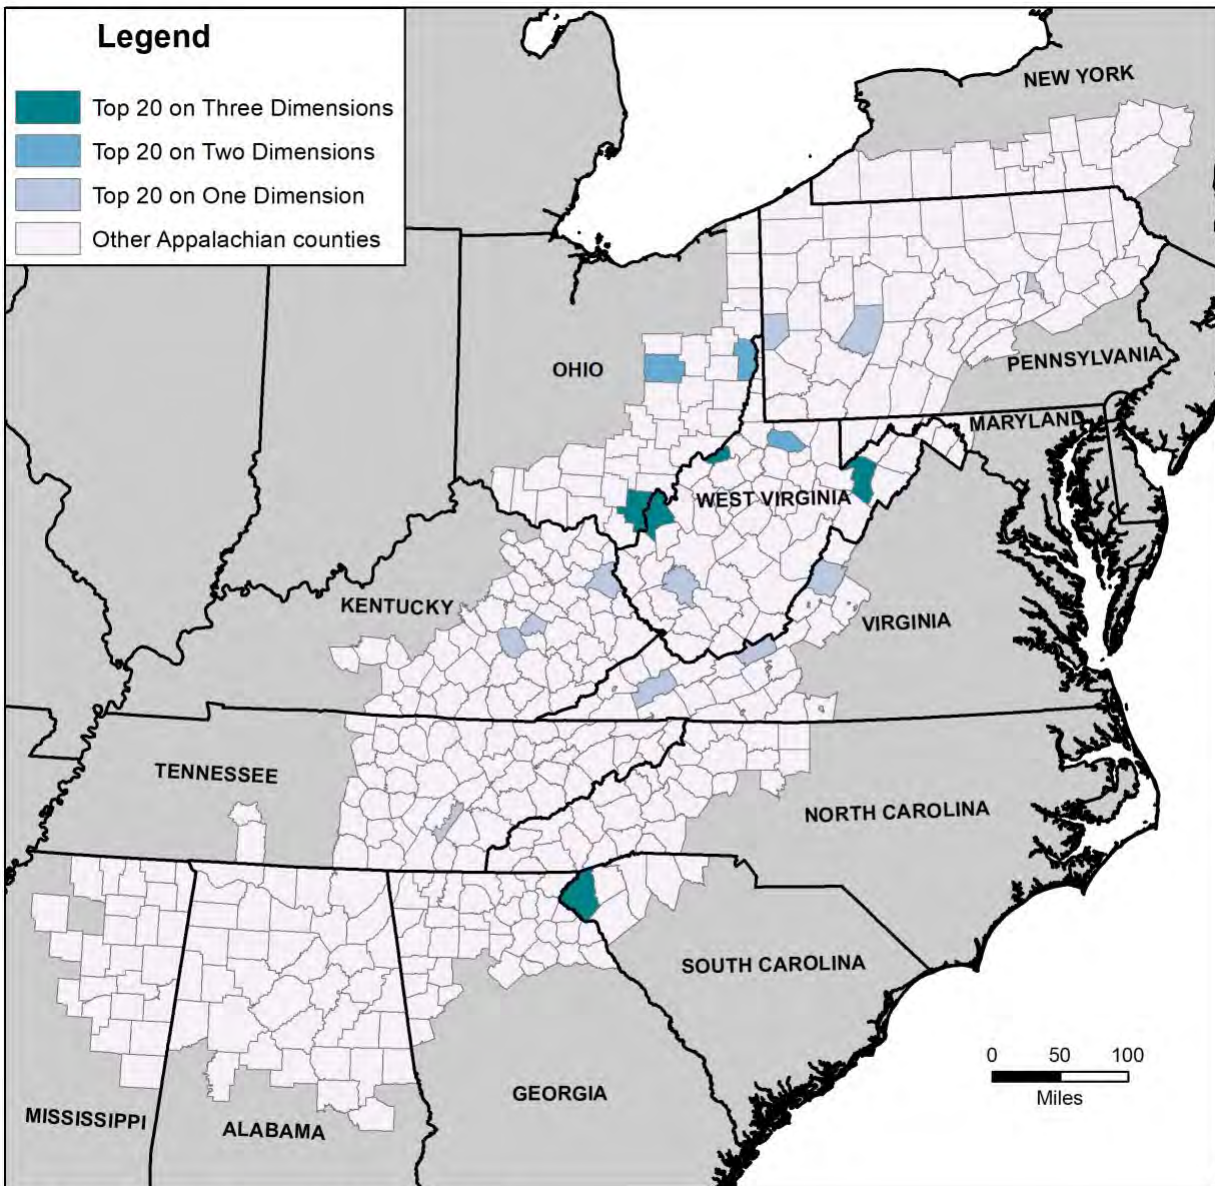 Legend
Top 20 on Three Dimensions
Top 20 on Two Dimensions
Top 20 on One Dimension
Other Appalachian counties
NEW YORK
PENNSYLVANIA
OHIO
MARYLAND
WEST VIRGINIA
KENTUCKY
VIRGINIA
TENNESSEE
NORTH CAROLINA
SOUTH CAROLINA
0 50 100
Miles
GEORGIA
MISSISSIPPI
ALABAMA